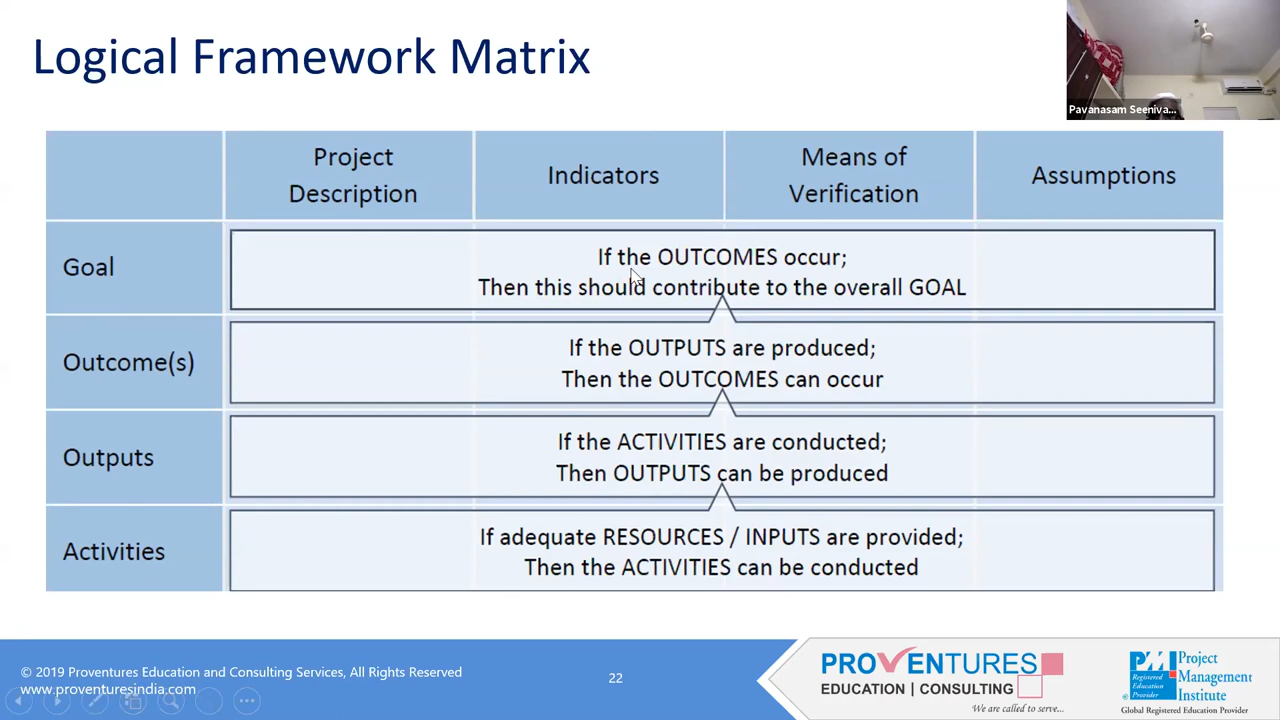 Logical Framework Matrix
Pavanasam Seeniva...
Project
Description
Indicators
Means of
Verification
Assumptions
Goal
If the OUTCOMES occur;
Then this should contribute to the overall GOAL
Outcome(s)
If the OUTPUTS are produced;
Then the OUTCOMES can occur
Outputs
If the ACTIVITIES are conducted;
Then OUTPUTS can be produced
Activities
If adequate RESOURCES / INPUTS are provided;
Then the ACTIVITIES can be conducted
© 2019 Proventures Education and Consulting Services, All Rights Reserved
www.proventuresindia.com
22
PROVENTURES
EDUCATION | CONSULTING
We are called to serve...
PMI
Registered
Education
Provider
®
Project
Management
Institute
Global Registered Education Provider